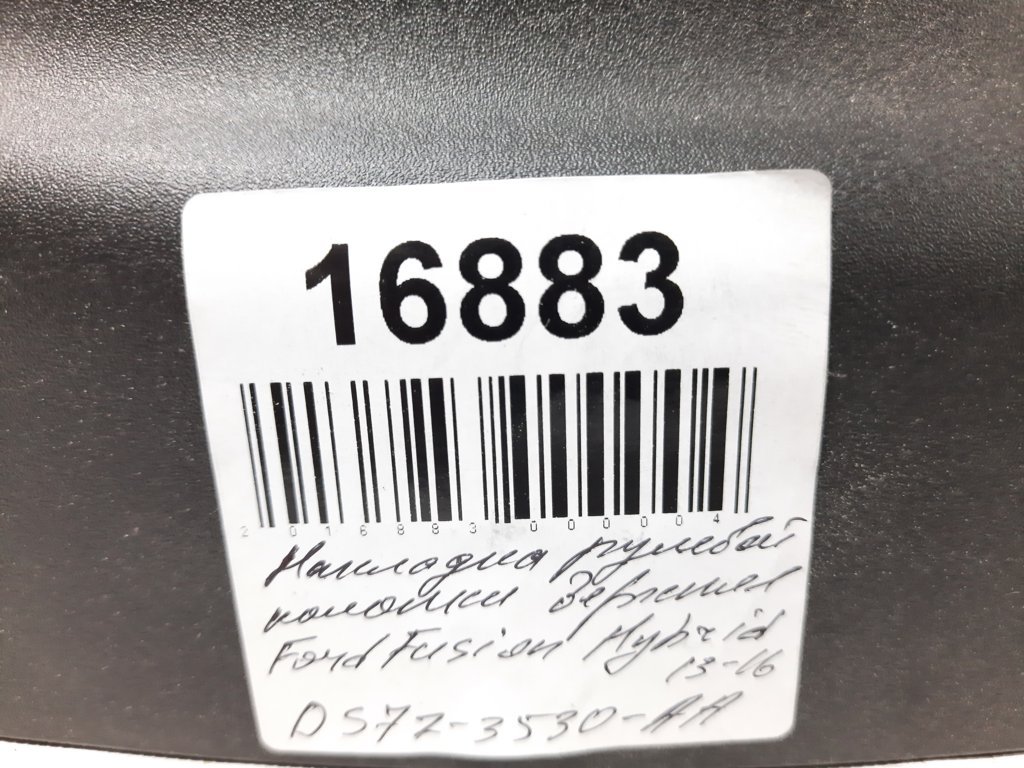 16883
2016883000004
Накладка рулевой
колонки верхняя
Ford Fusion Hybrid
13-16
DS7Z-3530-AA